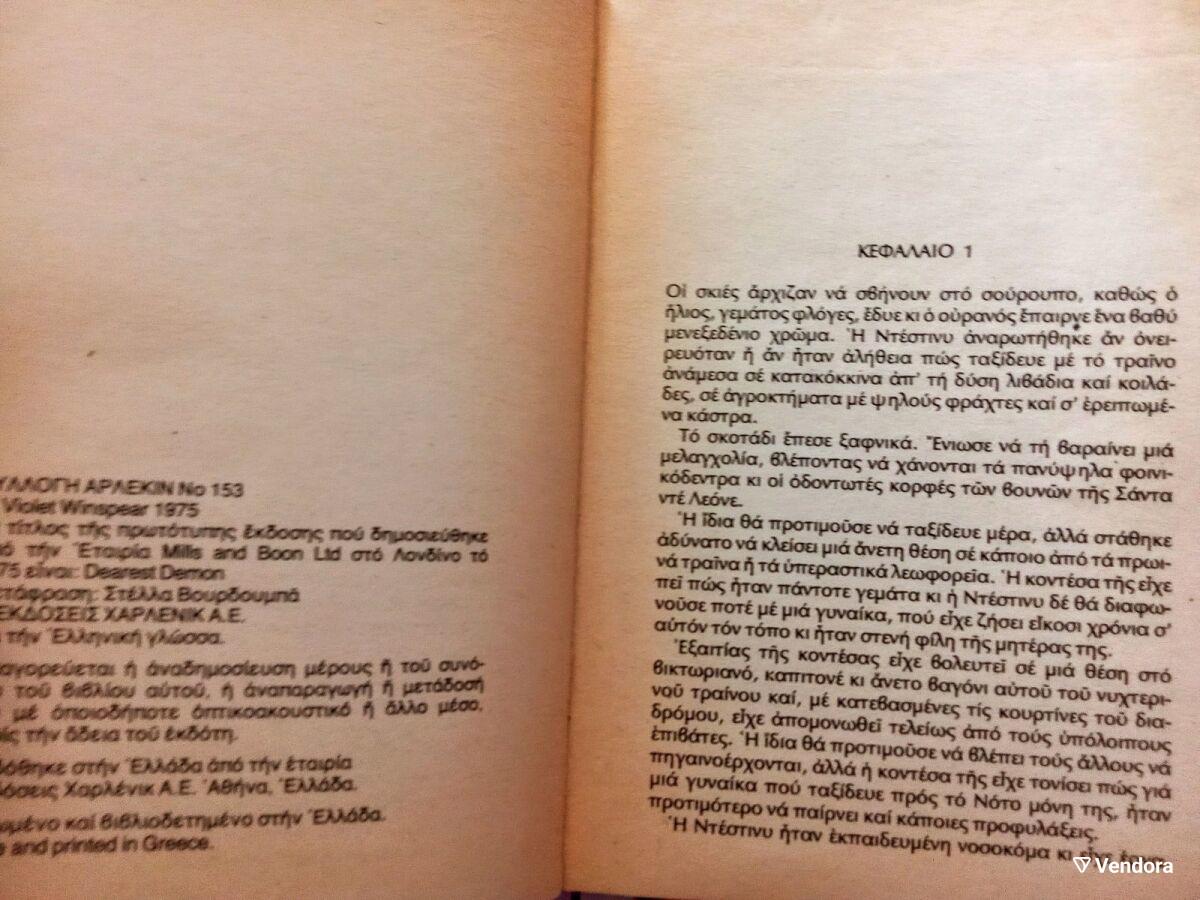 ΥΛΛΟΓΗ ΑΡΛΕΚΙΝ Νο 153
Violet Winspear 1975
τίτλος τῆς πρωτότυπης ἔκδοσης πού δημοσιεύθηκε
πό τήν Ἑταιρία Mills and Boon Ltd στό Λονδίνο τό
75 εἶναι: Dearest Demon
ετάφραση: Στέλλα Βουρδουμπᾶ
ΕΚΔΟΣΕΙΣ ΧΑΡΛΕΝΙΚ Α.Ε.
τήν Ἑλληνική γλώσσα.
αγορεύεται ἡ ἀναδημοσίευση μέρους ἤ τοῦ συνό-
τοῦ βιβλίου αὐτοῦ, ἡ ἀναπαραγωγή ἤ μετάδοσή
μέ ὁποιοδήποτε ὀπτικοακουστικό ἤ ἄλλο μέσο,
ίς τήν ἄδεια τοῦ ἐκδότη.
δόθηκε στήν Ἑλλάδα ἀπό τήν ἑταιρία
δόσεις Χαρλένικ Α.Ε. Ἀθήνα, Ἑλλάδα.
ωμένο καί βιβλιοδετημένο στήν Ἑλλάδα.
e and printed in Greece.
ΚΕΦΑΛΑΙΟ 1
Οἱ σκιές ἄρχιζαν νά σβήνουν στό σούρουπο, καθώς ὁ
ἥλιος, γεμάτος φλόγες, ἔδυε κι ὁ οὐρανός ἔπαιρνε ἕνα βαθύ
μενεξεδένιο χρῶμα. Ἡ Ντέστινυ ἀναρωτήθηκε ἄν ὀνει-
ρευόταν ἤ ἄν ἦταν ἀλήθεια πώς ταξίδευε μέ τό τραῖνο
ἀνάμεσα σέ κατακόκκινα ἀπ' τή δύση λιβάδια καί κοιλά-
δες, σέ ἀγροκτήματα μέ ψηλούς φράχτες καί σ' ἐρειπωμέ-
να κάστρα.
Τό σκοτάδι ἔπεσε ξαφνικά. Ἔνιωσε νά τή βαραίνει μιά
μελαγχολία, βλέποντας νά χάνονται τά πανύψηλα φοινι-
κόδεντρα κι οἱ ὀδοντωτές κορφές τῶν βουνῶν τῆς Σάντα
ντέ Λεόνε.
Ἡ ἴδια θά προτιμοῦσε νά ταξίδευε μέρα, ἀλλά στάθηκε
ἀδύνατο νά κλείσει μιά ἄνετη θέση σέ κάποιο ἀπό τά πρωι-
νά τραῖνα ἤ τά ὑπεραστικά λεωφορεῖα. Ἡ κοντέσα τῆς εἶχε
πεῖ πώς ἦταν πάντοτε γεμάτα κι ἡ Ντέστινυ δέ θά διαφω-
νοῦσε ποτέ μέ μιά γυναίκα, πού εἶχε ζήσει εἴκοσι χρόνια σ'
αὐτόν τόν τόπο κι ἦταν στενή φίλη τῆς μητέρας της.
Ἐξαιτίας τῆς κοντέσας εἶχε βολευτεῖ σέ μιά θέση στό
βικτωριανό, καπιτονέ κι ἄνετο βαγόνι αὐτοῦ τοῦ νυχτερι-
νοῦ τραίνου καί, μέ κατεβασμένες τίς κουρτίνες τοῦ δια-
δρόμου, εἶχε ἀπομονωθεῖ τελείως ἀπό τούς ὑπόλοιπους
ἐπιβάτες. Ἡ ἴδια θά προτιμοῦσε νά βλέπει τούς ἄλλους νά
πηγαινοέρχονται, ἀλλά ἡ κοντέσα τῆς εἶχε τονίσει πώς γιά
μιά γυναίκα πού ταξίδευε πρός τό Νότο μόνη της, ἦταν
προτιμότερο νά παίρνει καί κάποιες προφυλάξεις.
Ἡ Ντέστινυ ἦταν ἐκπαιδευμένη νοσοκόμα κι εἶχε
Vendora